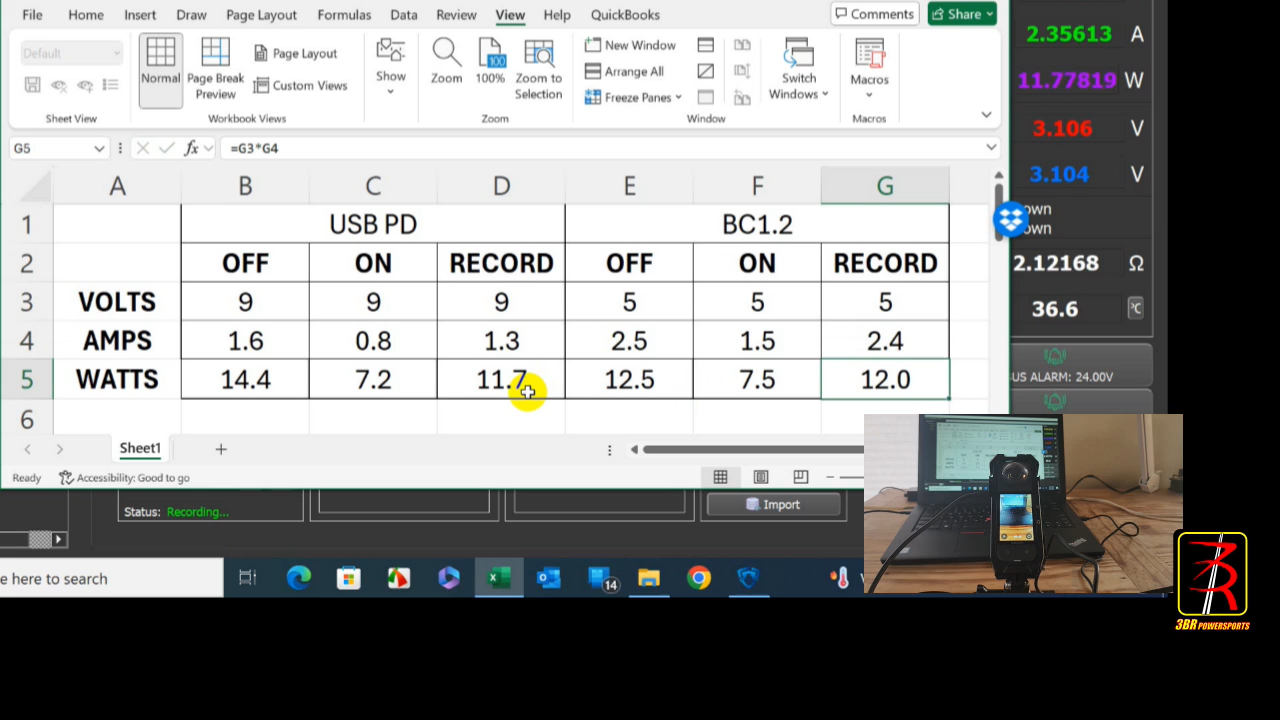 File Home Insert Draw Page Layout Formulas Data Review View Help QuickBooks Comments Share
Default
Normal
Page Break
Preview
Page Layout
Custom Views
Show
Zoom
100
100%
Zoom to
Selection
New Window
Arrange All
Freeze Panes
Switch
Windows
Macros
Sheet View Workbook Views Zoom Window Macros
G5 fx =G3*G4
A B C D E F G
1 USB PD BC1.2
2 OFF ON RECORD OFF ON RECORD
3 VOLTS 9 9 9 5 5 5
4 AMPS 1.6 0.8 1.3 2.5 1.5 2.4
5 WATTS 14.4 7.2 11.7 12.5 7.5 12.0
6
Sheet1
Ready Accessibility: Good to go
2.35613 A
11.77819 W
3.106 V
3.104 V
own
own
2.12168 Ω
36.6 °C
US ALARM: 24.00V
Status: Recording...
Import
e here to search
14
3BR POWERSPORTS